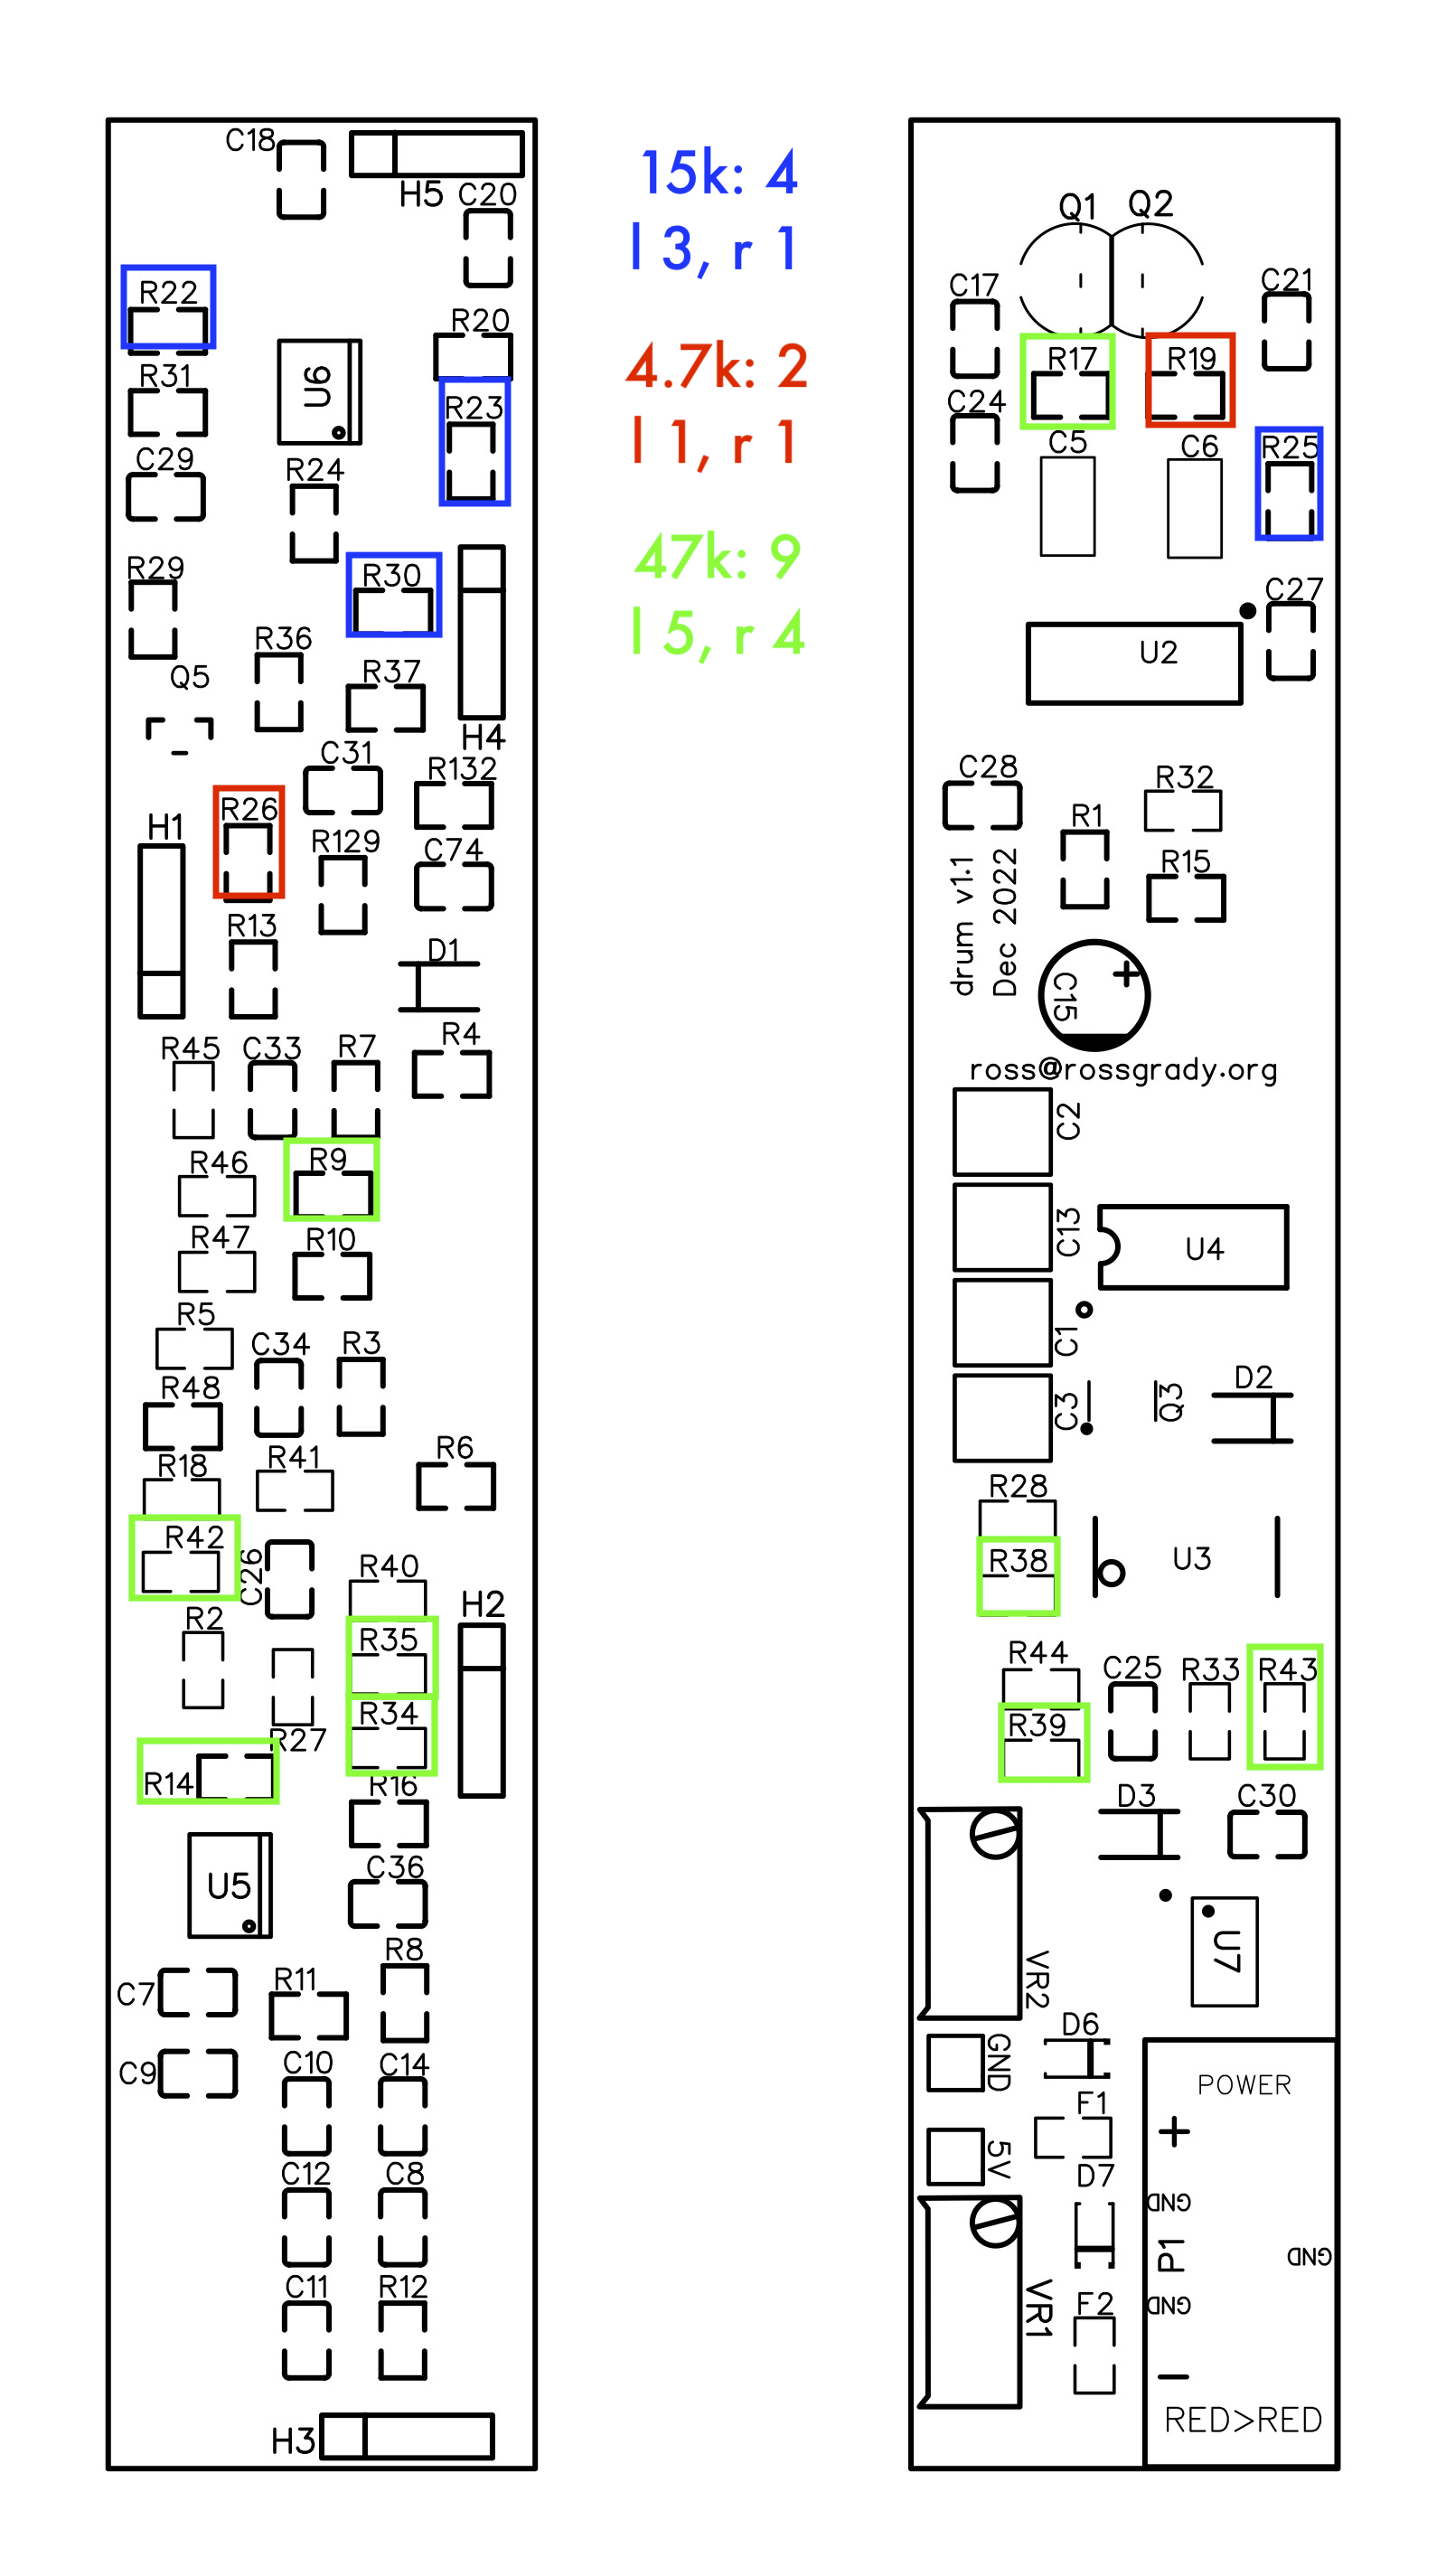 C18
H5
C20
R22
R20
U6
R31
R23
C29
R24
R29
R30
R36
Q5
R37
H4
C31
R132
R26
H1
R129
C74
R13
D1
R45
C33
R7
R4
R46
R9
R47
R10
R5
C34
R3
R48
R18
R41
R6
R42
C26
R40
H2
R2
R35
R34
R27
R14
R16
U5
C36
R8
C7
R11
C9
C10
C14
C12
C8
C11
R12
H3
15k: 4
l 3, r 1
4.7k: 2
l 1, r 1
47k: 9
l 5, r 4
Q1
Q2
C17
C21
R17
R19
C24
C5
C6
R25
C27
U2
C28
R32
R1
R15
drum v1.1
Dec 2022
C15
+
ross@rossgrady.org
C2
C13
U4
C1
C3
Q3
D2
R28
R38
U3
R44
C25
R33
R43
R39
D3
C30
U7
VR2
D6
GND
POWER
F1
+
5V
D7
GND
P1
GND
VR1
F2
GND
−
RED>RED